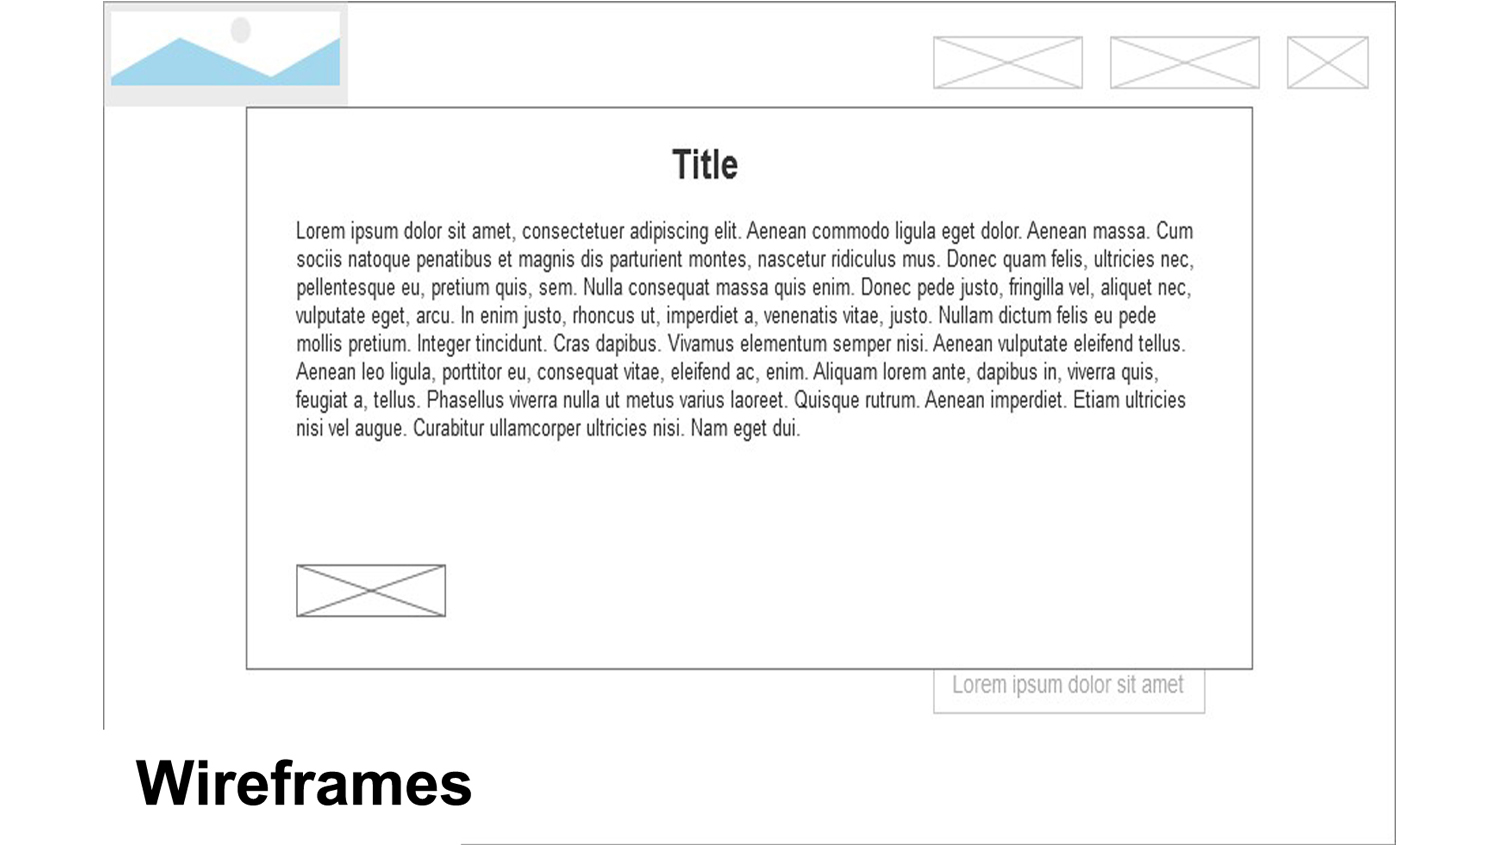 Title
Lorem ipsum dolor sit amet, consectetuer adipiscing elit. Aenean commodo ligula eget dolor. Aenean massa. Cum
sociis natoque penatibus et magnis dis parturient montes, nascetur ridiculus mus. Donec quam felis, ultricies nec,
pellentesque eu, pretium quis, sem. Nulla consequat massa quis enim. Donec pede justo, fringilla vel, aliquet nec,
vulputate eget, arcu. In enim justo, rhoncus ut, imperdiet a, venenatis vitae, justo. Nullam dictum felis eu pede
mollis pretium. Integer tincidunt. Cras dapibus. Vivamus elementum semper nisi. Aenean vulputate eleifend tellus.
Aenean leo ligula, porttitor eu, consequat vitae, eleifend ac, enim. Aliquam lorem ante, dapibus in, viverra quis,
feugiat a, tellus. Phasellus viverra nulla ut metus varius laoreet. Quisque rutrum. Aenean imperdiet. Etiam ultricies
nisi vel augue. Curabitur ullamcorper ultricies nisi. Nam eget dui.
Lorem ipsum dolor sit amet
Wireframes